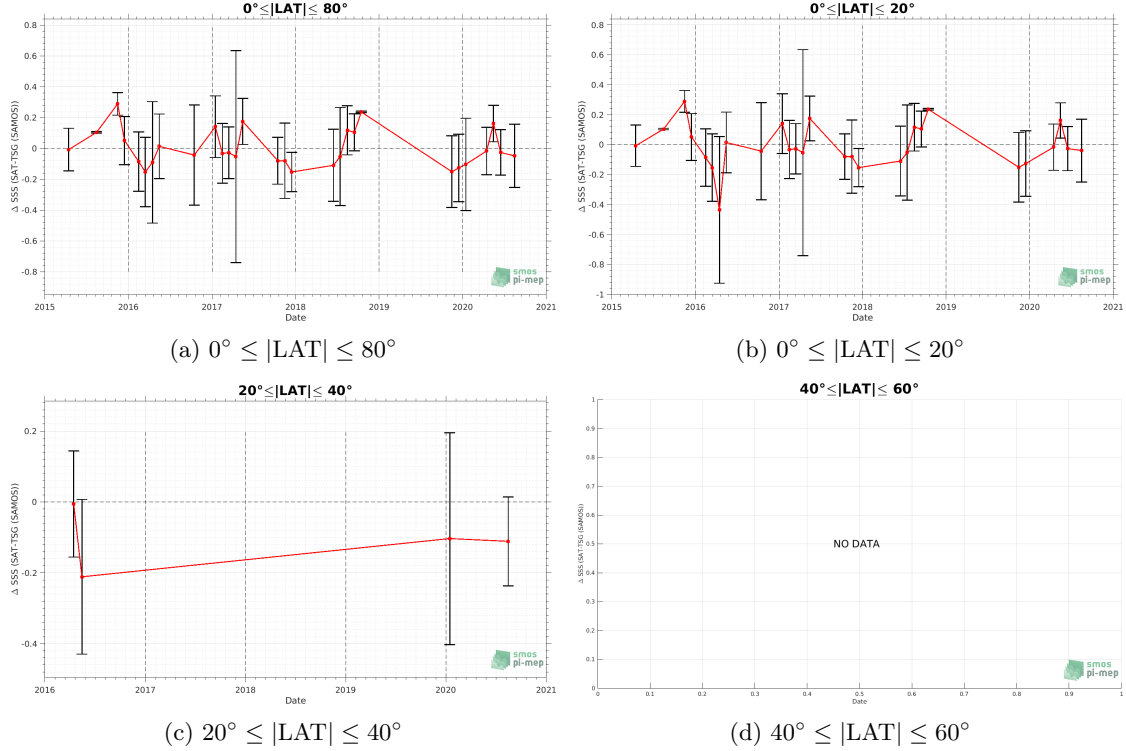 0°≤|LAT|≤ 80°
0.8
0.6
0.4
0.2
0
-0.2
-0.4
-0.6
-0.8
Δ SSS (SAT-TSG (SAMOS))
2015
2016
2017
2018
2019
2020
2021
Date
smos
pi-mep
(a) 0° ≤ |LAT| ≤ 80°
0°≤|LAT|≤ 20°
0.8
0.6
0.4
0.2
0
-0.2
-0.4
-0.6
-0.8
-1
Δ SSS (SAT-TSG (SAMOS))
2015
2016
2017
2018
2019
2020
2021
Date
smos
pi-mep
(b) 0° ≤ |LAT| ≤ 20°
20°≤|LAT|≤ 40°
0.2
0
-0.2
-0.4
Δ SSS (SAT-TSG (SAMOS))
2016
2017
2018
2019
2020
2021
Date
smos
pi-mep
(c) 20° ≤ |LAT| ≤ 40°
40°≤|LAT|≤ 60°
1
0.9
0.8
0.7
0.6
0.5
0.4
0.3
0.2
0.1
0
Δ SSS (SAT-TSG (SAMOS))
NO DATA
0
0.1
0.2
0.3
0.4
0.5
0.6
0.7
0.8
0.9
1
Date
smos
pi-mep
(d) 40° ≤ |LAT| ≤ 60°